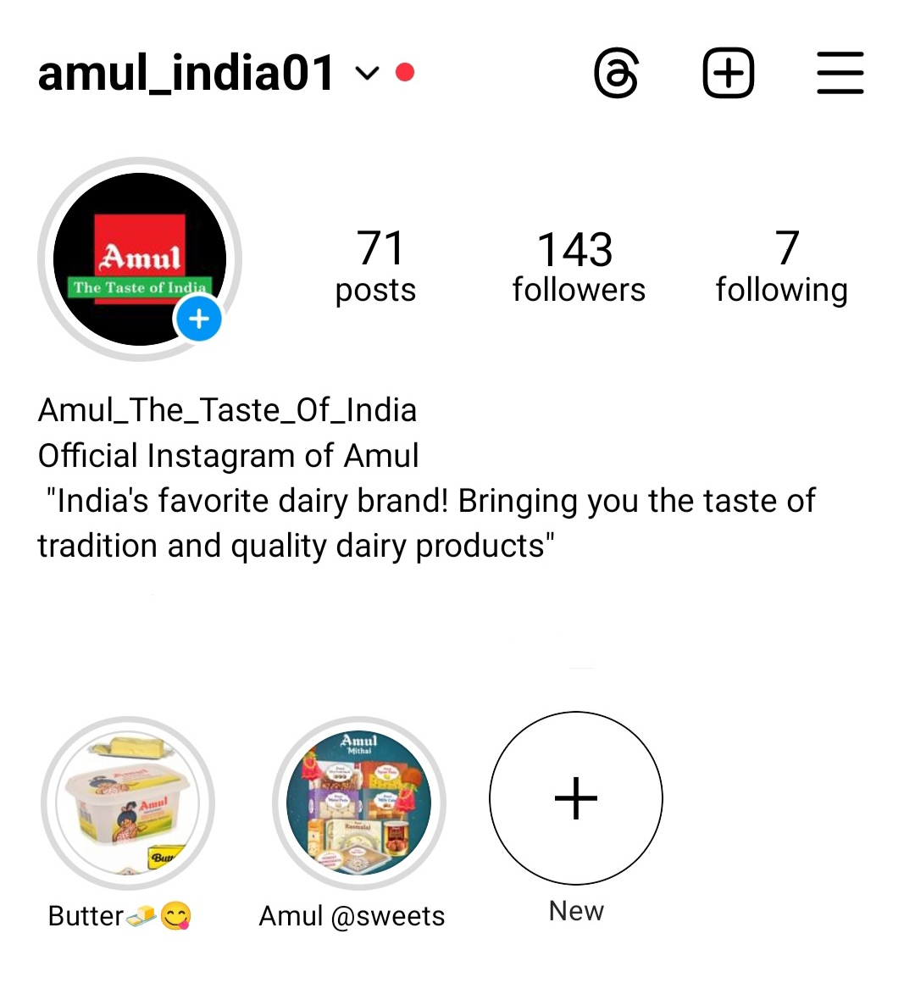 amul_india01
Amul
The Taste of India
71 143 7
posts followers following
Amul_The_Taste_Of_India
Official Instagram of Amul
"India's favorite dairy brand! Bringing you the taste of
tradition and quality dairy products"
Amul
Amul
Amul
Mithai
Rasmalai
Butter🧈😋 Amul @sweets New